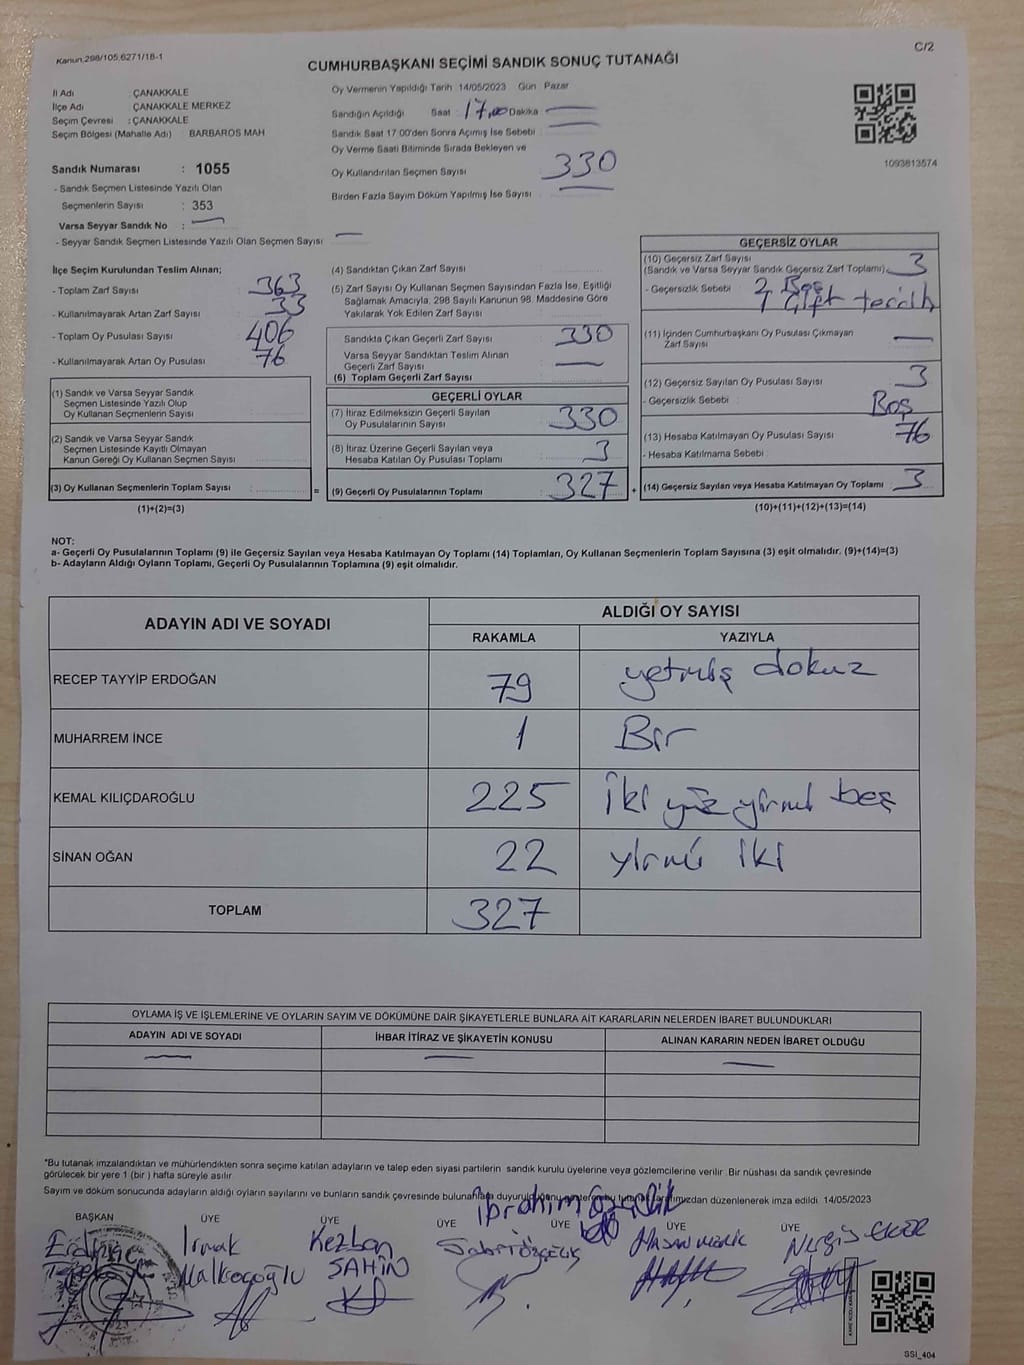 Kanun.298/105.6271/18-1
C/2
CUMHURBAŞKANI SEÇİMİ SANDIK SONUÇ TUTANAĞI
İl Adı : ÇANAKKALE
İlçe Adı : ÇANAKKALE MERKEZ
Seçim Çevresi : ÇANAKKALE
Seçim Bölgesi (Mahalle Adı) : BARBAROS MAH
Sandık Numarası : 1055
- Sandık Seçmen Listesinde Yazılı Olan
Seçmenlerin Sayısı : 353
Varsa Seyyar Sandık No : —
- Seyyar Sandık Seçmen Listesinde Yazılı Olan Seçmen Sayısı : —
Oy Vermenin Yapıldığı Tarih 14/05/2023 Gün Pazar
Sandığın Açıldığı Saat 17,00 Dakika —
Sandık Saat 17.00'den Sonra Açımış İse Sebebi : —
Oy Verme Saati Bitiminde Sırada Bekleyen ve
Oy Kullandırılan Seçmen Sayısı : 330
Birden Fazla Sayım Döküm Yapılmış İse Sayısı : —
1093813574
İlçe Seçim Kurulundan Teslim Alınan;
- Toplam Zarf Sayısı : 363
- Kullanılmayarak Artan Zarf Sayısı : 33
- Toplam Oy Pusulası Sayısı : 406
- Kullanılmayarak Artan Oy Pusulası : 76
(1) Sandık ve Varsa Seyyar Sandık
Seçmen Listesinde Yazılı Olup
Oy Kullanan Seçmenlerin Sayısı :
(2) Sandık ve Varsa Seyyar Sandık
Seçmen Listesinde Kayıtlı Olmayan
Kanun Gereği Oy Kullanan Seçmen Sayısı :
(3) Oy Kullanan Seçmenlerin Toplam Sayısı : =
(1)+(2)=(3)
(4) Sandıktan Çıkan Zarf Sayısı :
(5) Zarf Sayısı Oy Kullanan Seçmen Sayısından Fazla İse, Eşitliği
Sağlamak Amacıyla, 298 Sayılı Kanunun 98. Maddesine Göre
Yakılarak Yok Edilen Zarf Sayısı :
Sandıkta Çıkan Geçerli Zarf Sayısı : 330
Varsa Seyyar Sandıktan Teslim Alınan
Geçerli Zarf Sayısı : —
(6) Toplam Geçerli Zarf Sayısı :
GEÇERLİ OYLAR
(7) İtiraz Edilmeksizin Geçerli Sayılan
Oy Pusulalarının Sayısı : 330
(8) İtiraz Üzerine Geçerli Sayılan veya
Hesaba Katılan Oy Pusulası Toplamı : 3
(9) Geçerli Oy Pusulalarının Toplamı : 327 +
GEÇERSİZ OYLAR
(10) Geçersiz Zarf Sayısı
(Sandık ve Varsa Seyyar Sandık Geçersiz Zarf Toplamı) : 3
- Geçersizlik Sebebi : 2 Boş
1 Çift tercih
(11) İçinden Cumhurbaşkanı Oy Pusulası Çıkmayan
Zarf Sayısı : —
(12) Geçersiz Sayılan Oy Pusulası Sayısı : 3
- Geçersizlik Sebebi : Boş
(13) Hesaba Katılmayan Oy Pusulası Sayısı : 76
- Hesaba Katılmama Sebebi :
(14) Geçersiz Sayılan veya Hesaba Katılmayan Oy Toplamı : 3
(10)+(11)+(12)+(13)=(14)
NOT:
a- Geçerli Oy Pusulalarının Toplamı (9) ile Geçersiz Sayılan veya Hesaba Katılmayan Oy Toplamı (14) Toplamları, Oy Kullanan Seçmenlerin Toplam Sayısına (3) eşit olmalıdır. (9)+(14)=(3)
b- Adayların Aldığı Oyların Toplamı, Geçerli Oy Pusulalarının Toplamına (9) eşit olmalıdır.
ADAYIN ADI VE SOYADI
ALDIĞI OY SAYISI
RAKAMLA YAZIYLA
RECEP TAYYİP ERDOĞAN 79 yetmiş dokuz
MUHARREM İNCE 1 Bir
KEMAL KILIÇDAROĞLU 225 İki yüz yirmi beş
SİNAN OĞAN 22 yirmi iki
TOPLAM 327
OYLAMA İŞ VE İŞLEMLERİNE VE OYLARIN SAYIM VE DÖKÜMÜNE DAİR ŞİKAYETLERLE BUNLARA AİT KARARLARIN NELERDEN İBARET BULUNDUKLARI
ADAYIN ADI VE SOYADI İHBAR İTİRAZ VE ŞİKAYETİN KONUSU ALINAN KARARIN NEDEN İBARET OLDUĞU
— — —
*Bu tutanak imzalandıktan ve mühürlendikten sonra seçime katılan adayların ve talep eden siyasi partilerin sandık kurulu üyelerine veya gözlemcilerine verilir. Bir nüshası da sandık çevresinde
görülecek bir yere 1 (bir ) hafta süreyle asılır.
Sayım ve döküm sonucunda adayların aldığı oyların sayılarını ve bunların sandık çevresinde bulunanlara duyurulduğunu düzenlenerek imza edildi. 14/05/2023
İbrahim Özçelik
BAŞKAN ÜYE ÜYE ÜYE ÜYE ÜYE ÜYE
Irmak Malkoçoğlu
Kezban ŞAHİN
Sabri ÖZÇELİK
Nergis
SSI_404